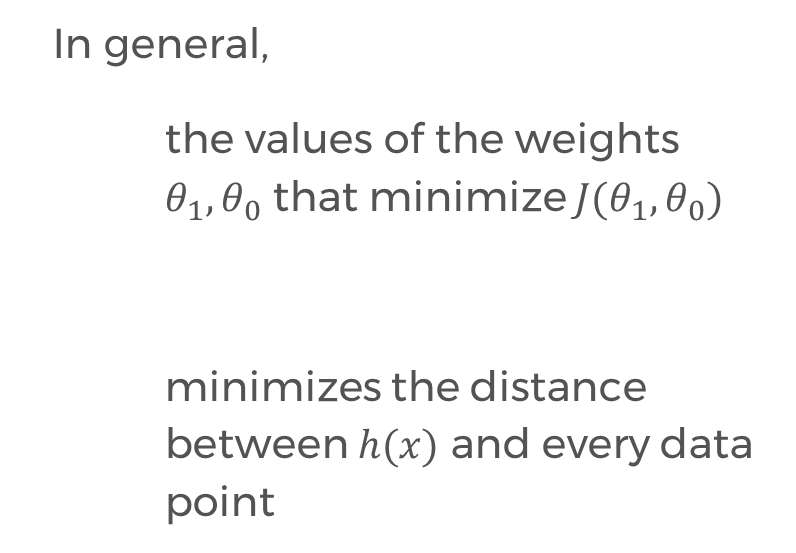 In general,
the values of the weights
θ₁, θ₀ that minimize J(θ₁, θ₀)
minimizes the distance
between h(x) and every data
point